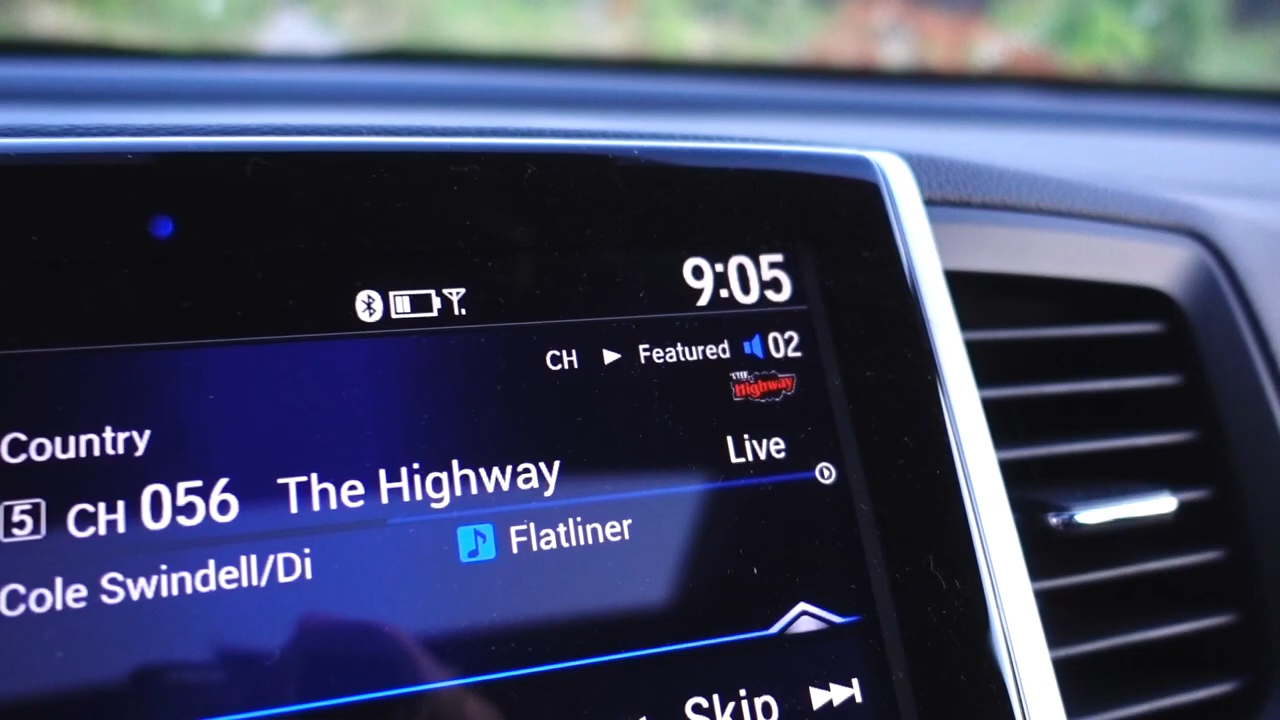 9:05
CH ▶ Featured 02
THE Highway
Country
Live
5 CH 056 The Highway
Cole Swindell/Di Flatliner
Skip